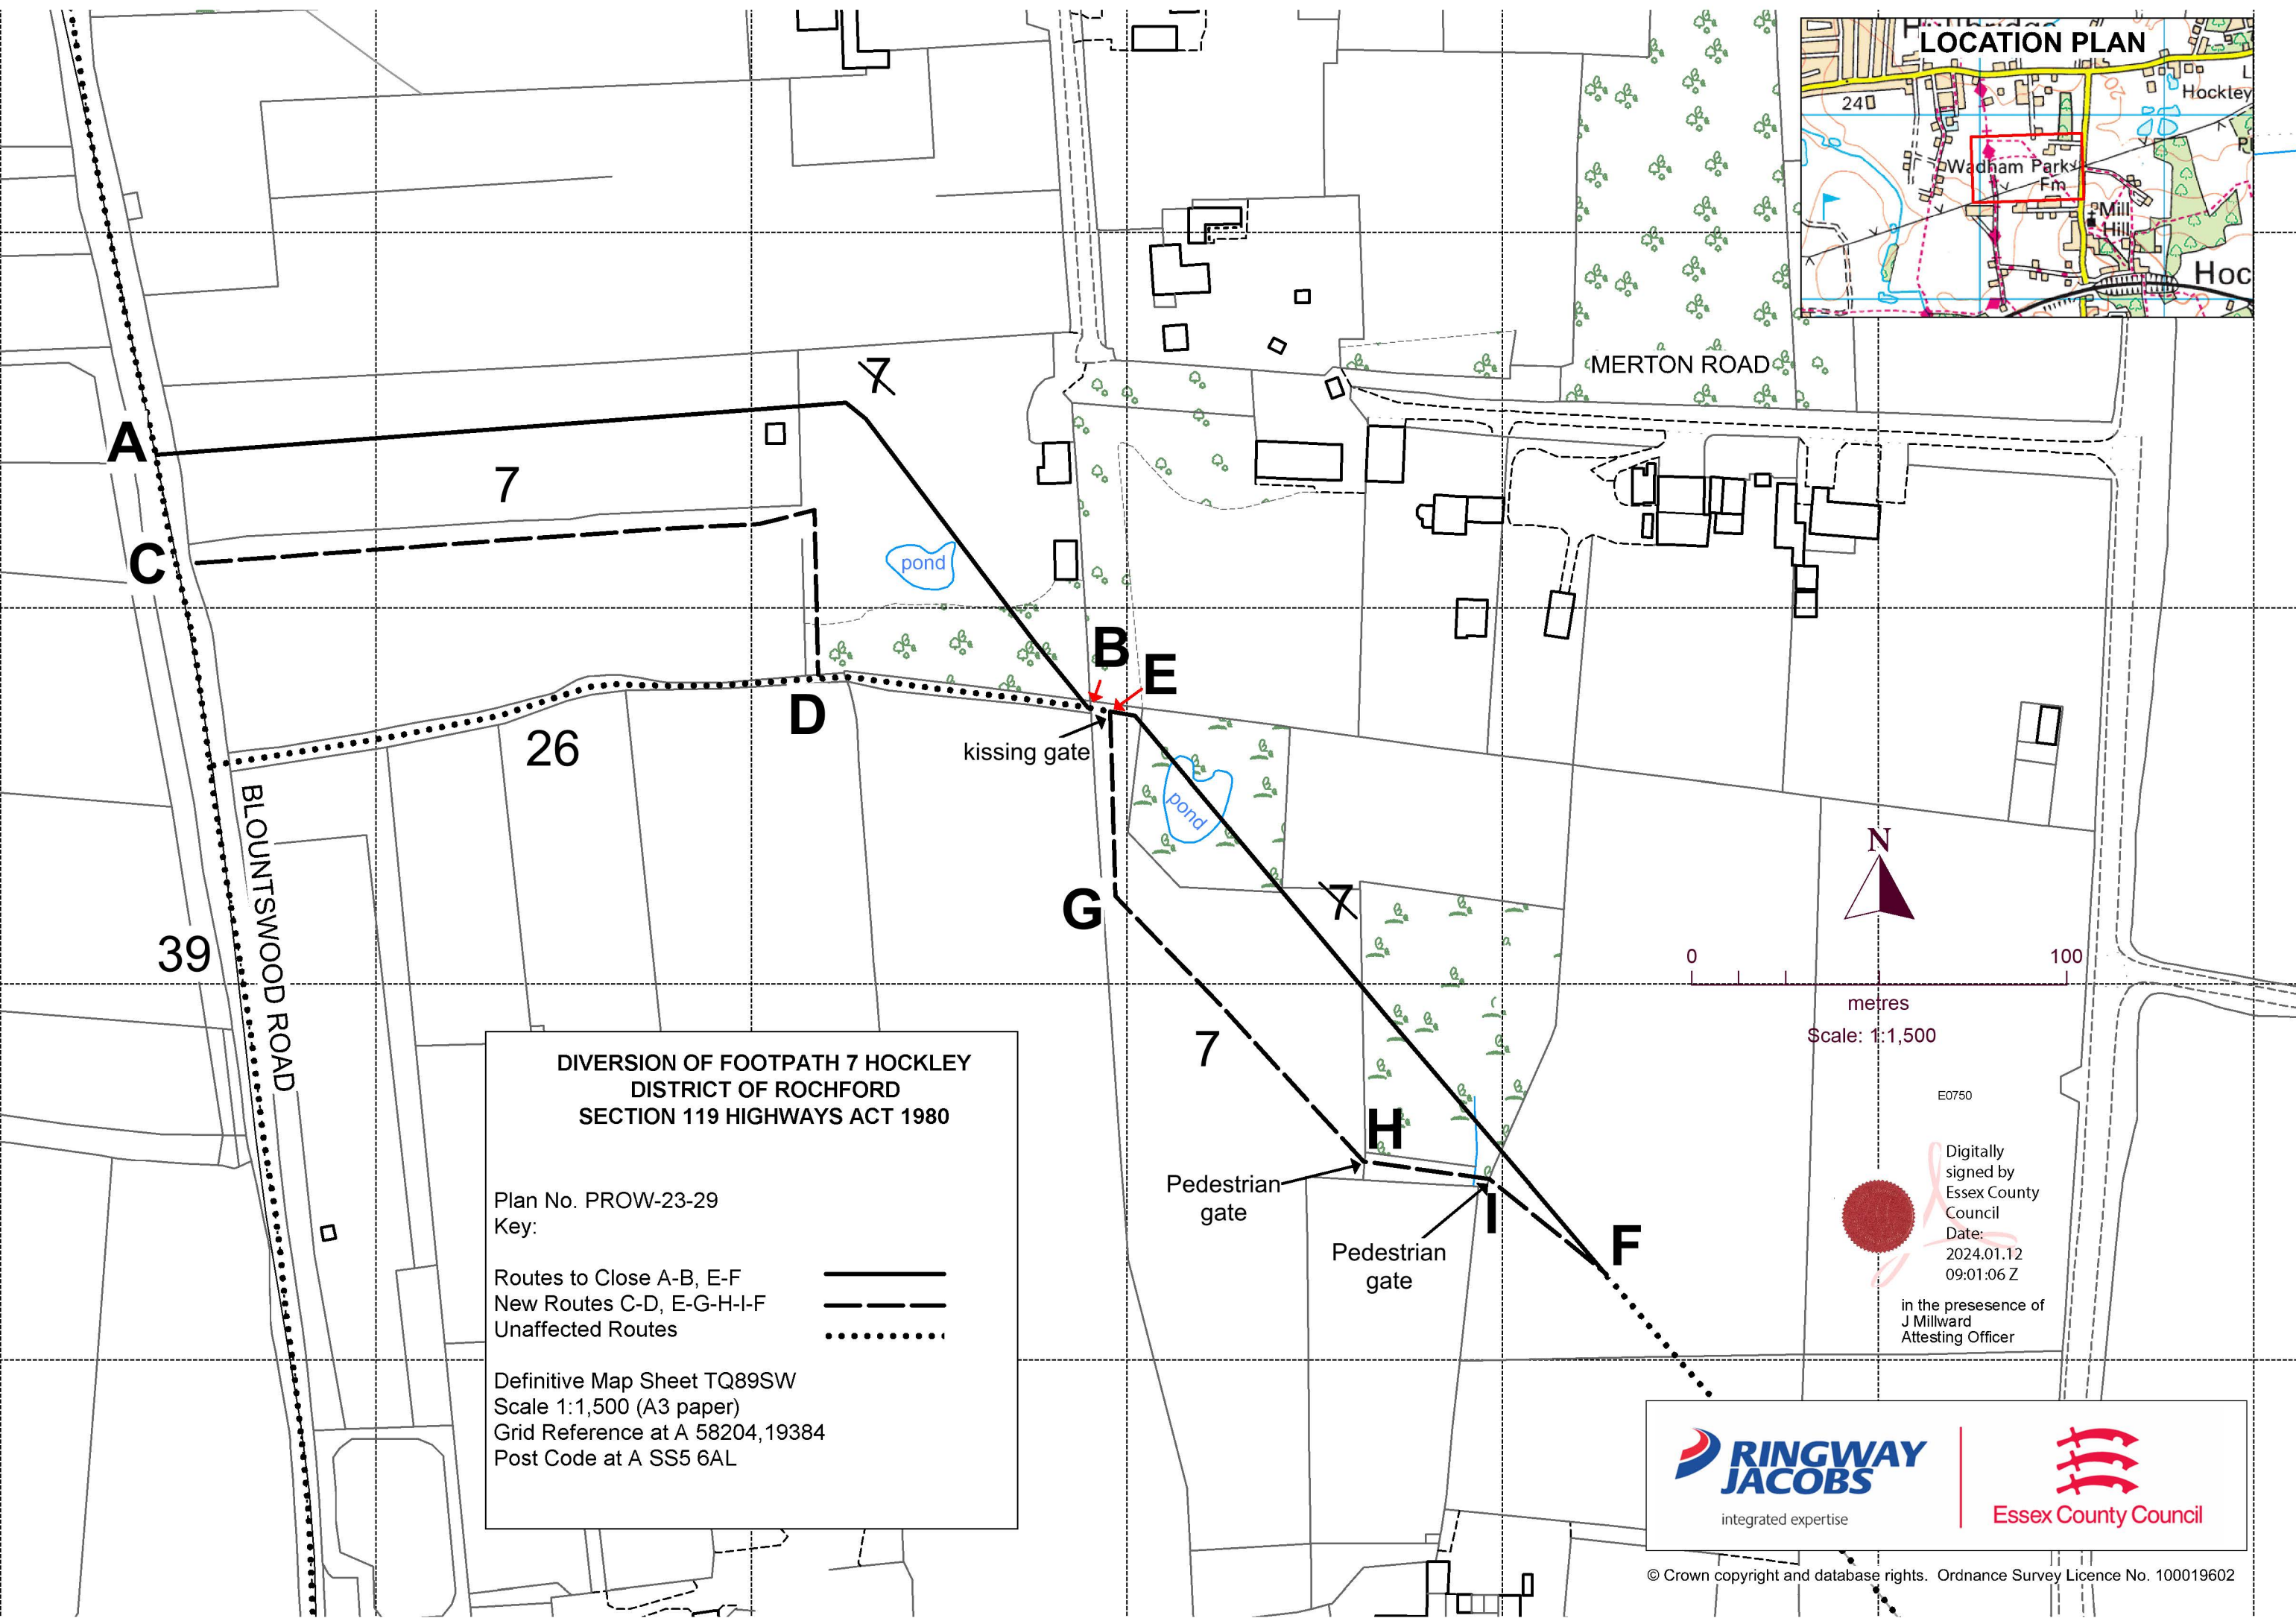 LOCATION PLAN
24
20
Hockley
Wadham Park
Fm
Mill
Hill
Hoc
MERTON ROAD
7
A
7
C
pond
B
E
D
kissing gate
26
pond
BLOUNTSWOOD ROAD
N
G
7
39
0
100
metres
Scale: 1:1,500
7
E0750
H
Pedestrian
gate
I
Pedestrian
gate
F
DIVERSION OF FOOTPATH 7 HOCKLEY
DISTRICT OF ROCHFORD
SECTION 119 HIGHWAYS ACT 1980
Plan No. PROW-23-29
Key:
Routes to Close A-B, E-F
New Routes C-D, E-G-H-I-F
Unaffected Routes
Definitive Map Sheet TQ89SW
Scale 1:1,500 (A3 paper)
Grid Reference at A 58204,19384
Post Code at A SS5 6AL
Digitally
signed by
Essex County
Council
Date:
2024.01.12
09:01:06 Z
in the presesence of
J Millward
Attesting Officer
RINGWAY
JACOBS
integrated expertise
Essex County Council
© Crown copyright and database rights. Ordnance Survey Licence No. 100019602